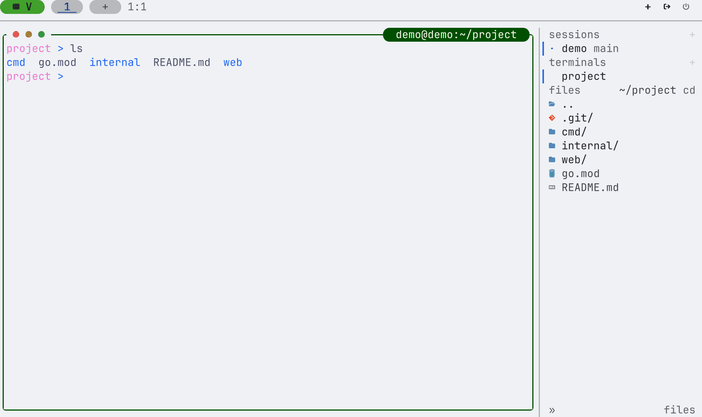 V 1 + 1:1
demo@demo:~/project
project > ls
cmd go.mod internal README.md web
project >
sessions +
· demo main
terminals +
project
files ~/project cd
..
.git/
cmd/
internal/
web/
go.mod
README.md
» files